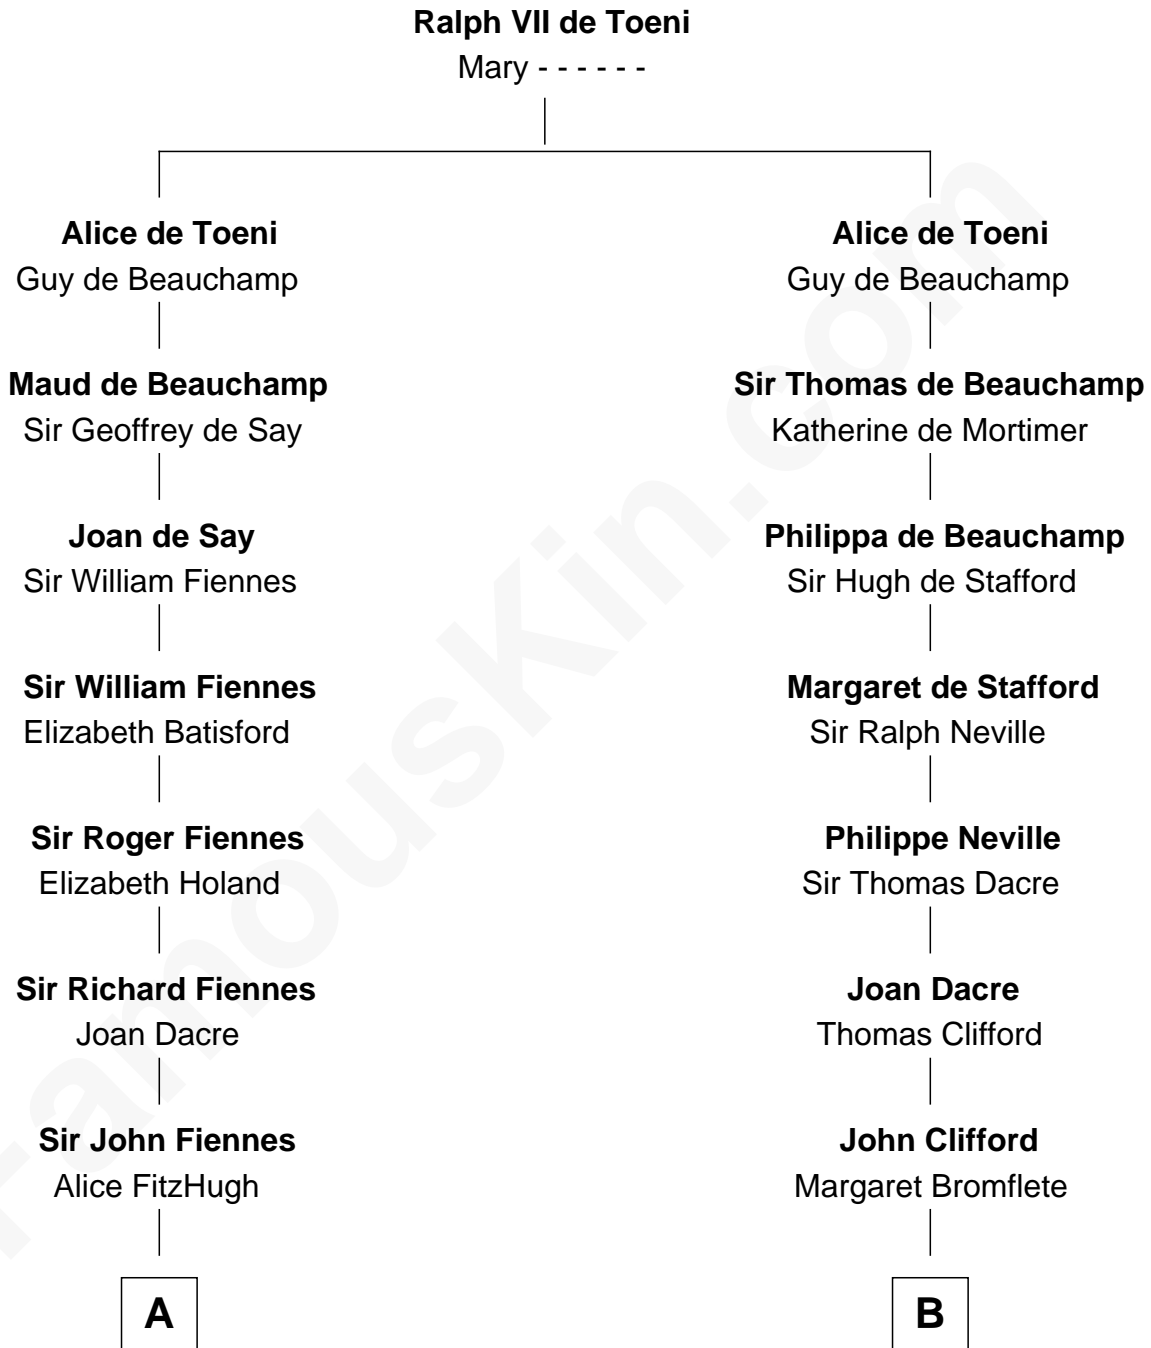 Ralph VII de Toeni
Mary - - - - - -
Alice de Toeni
Guy de Beauchamp
Alice de Toeni
Guy de Beauchamp
Maud de Beauchamp
Sir Geoffrey de Say
Sir Thomas de Beauchamp
Katherine de Mortimer
Joan de Say
Sir William Fiennes
Philippa de Beauchamp
Sir Hugh de Stafford
Sir William Fiennes
Elizabeth Batisford
Margaret de Stafford
Sir Ralph Neville
Sir Roger Fiennes
Elizabeth Holand
Philippe Neville
Sir Thomas Dacre
Sir Richard Fiennes
Joan Dacre
Joan Dacre
Thomas Clifford
Sir John Fiennes
Alice FitzHugh
John Clifford
Margaret Bromflete
A
B
FamousKin.com